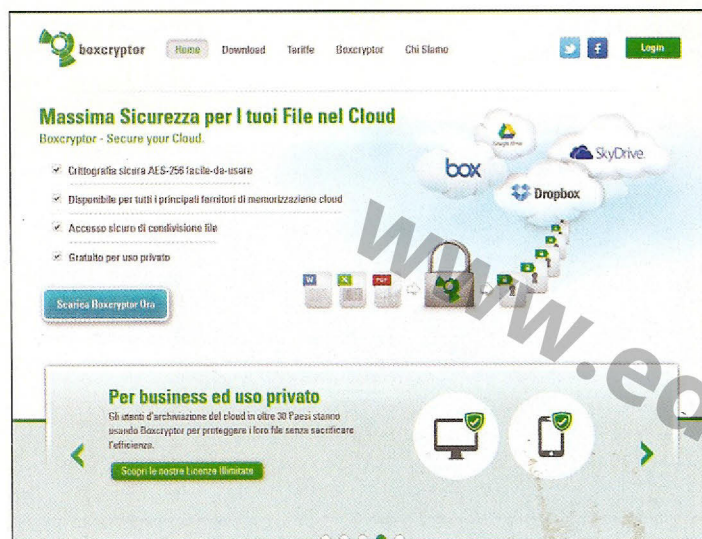 boxcryptor
Home Download Tariffe Boxcryptor Chi Siamo
Login
Massima Sicurezza per I tuoi File nel Cloud
Boxcryptor - Secure your Cloud.
Crittografia sicura AES-256 facile-da-usare
Disponibile per tutti i principali fornitori di memorizzazione cloud
Accesso sicuro di condivisione file
Gratuito per uso privato
Scarica Boxcryptor Ora
Google Drive
box
SkyDrive
Dropbox
W
X
PDF
www.ed
Per business ed uso privato
Gli utenti d'archiviazione del cloud in oltre 30 Paesi stanno
usando Boxcryptor per proteggere i loro file senza sacrificare
l'efficienza.
Scopri le nostre Licenze Illimitate